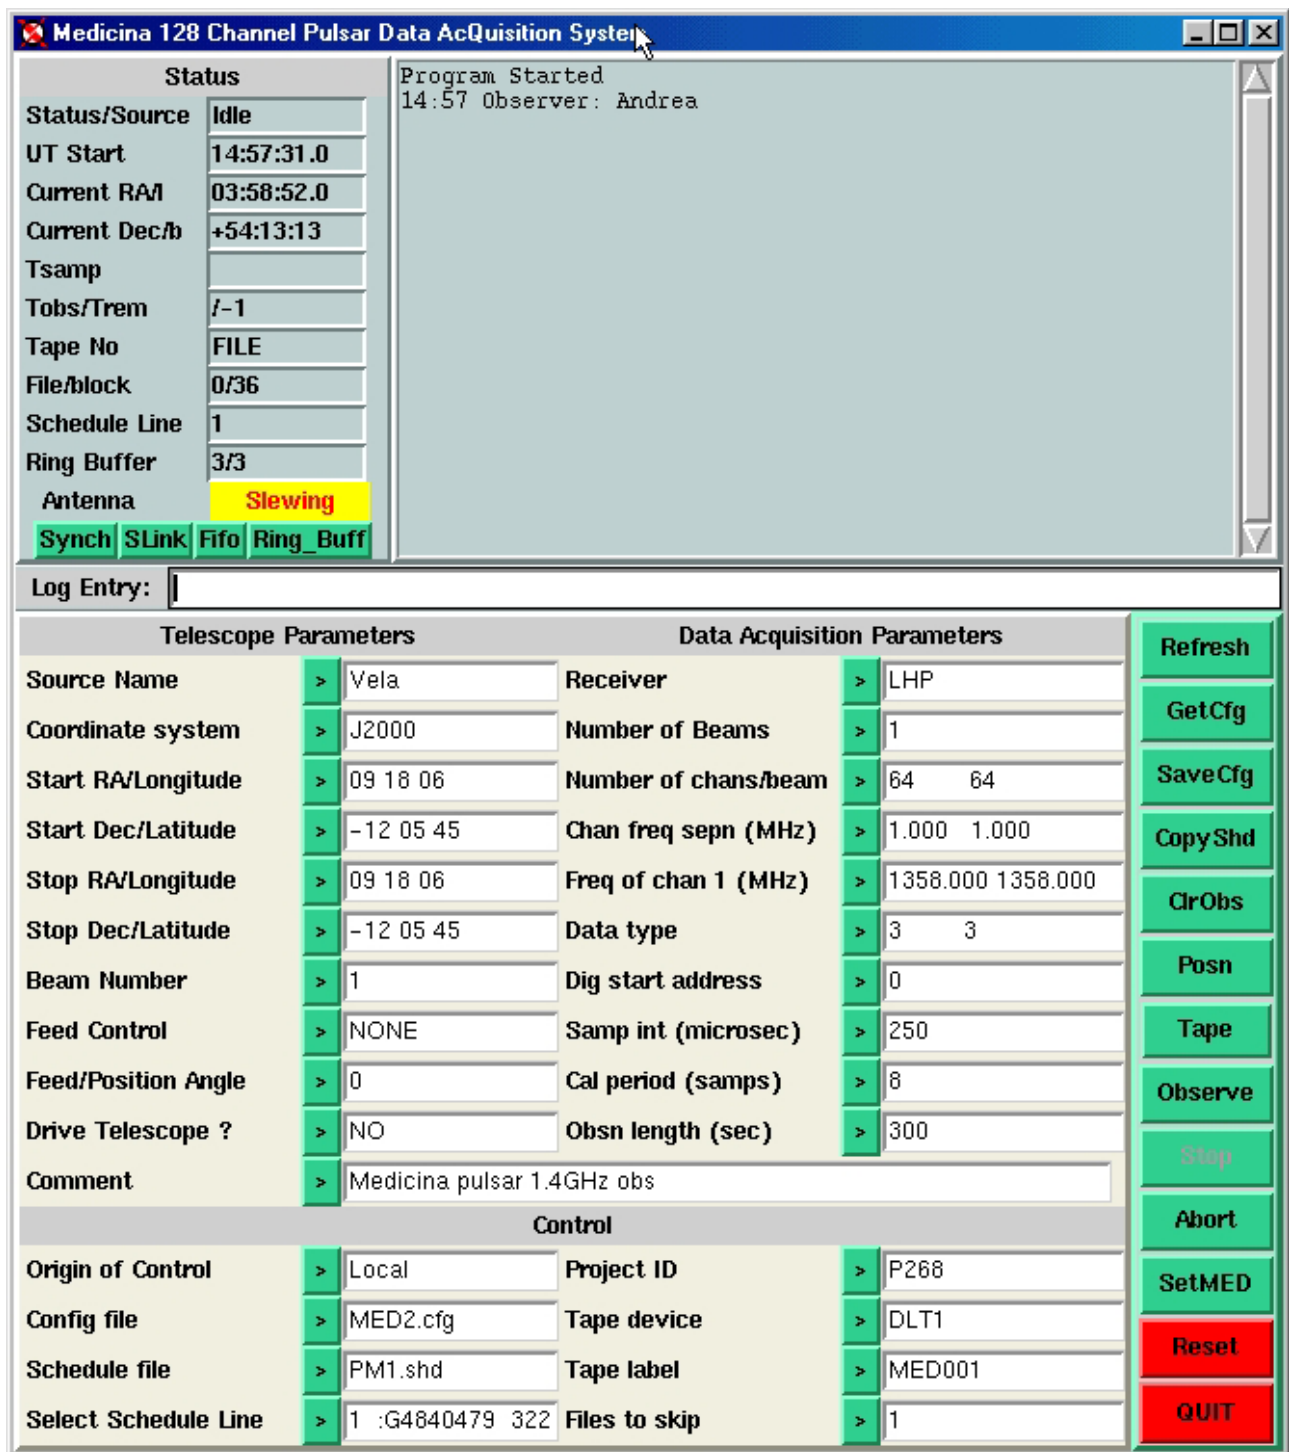 Medicina 128 Channel Pulsar Data AcQuisition System
Status
Status/Source Idle
UT Start 14:57:31.0
Current RA/l 03:58:52.0
Current Dec/b +54:13:13
Tsamp
Tobs/Trem /-1
Tape No FILE
File/block 0/36
Schedule Line 1
Ring Buffer 3/3
Antenna Slewing
Synch SLink Fifo Ring_Buff
Program Started
14:57 Observer: Andrea
Log Entry:
Telescope Parameters
Source Name > Vela
Coordinate system > J2000
Start RA/Longitude > 09 18 06
Start Dec/Latitude > -12 05 45
Stop RA/Longitude > 09 18 06
Stop Dec/Latitude > -12 05 45
Beam Number > 1
Feed Control > NONE
Feed/Position Angle > 0
Drive Telescope ? > NO
Comment > Medicina pulsar 1.4GHz obs
Data Acquisition Parameters
Receiver > LHP
Number of Beams > 1
Number of chans/beam > 64 64
Chan freq sepn (MHz) > 1.000 1.000
Freq of chan 1 (MHz) > 1358.000 1358.000
Data type > 3 3
Dig start address > 0
Samp int (microsec) > 250
Cal period (samps) > 8
Obsn length (sec) > 300
Control
Origin of Control > Local
Config file > MED2.cfg
Schedule file > PM1.shd
Select Schedule Line > 1 :G4840479 322
Project ID > P268
Tape device > DLT1
Tape label > MED001
Files to skip > 1
Refresh
GetCfg
SaveCfg
CopyShd
ClrObs
Posn
Tape
Observe
Stop
Abort
SetMED
Reset
QUIT